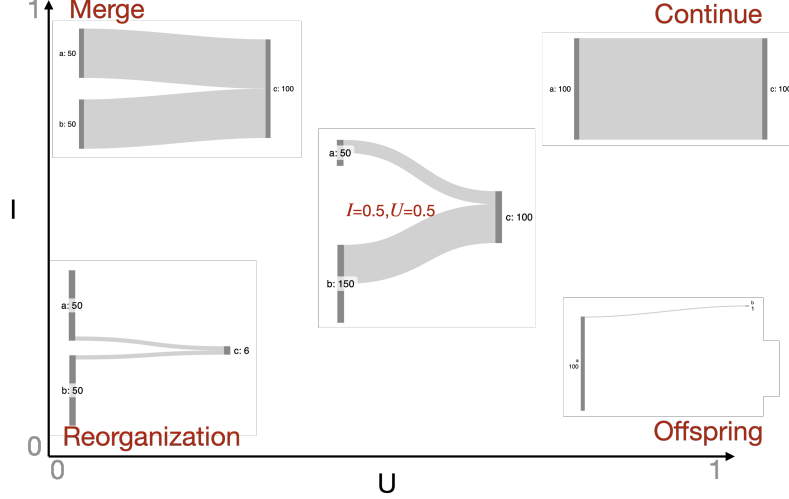 1
Merge
Continue
a: 50
b: 50
c: 100
a: 100
c: 100
I
a: 50
I=0.5,U=0.5
b: 150
c: 100
a: 50
b: 50
c: 6
a
100
b
1
Reorganization
Offspring
0
0
1
U